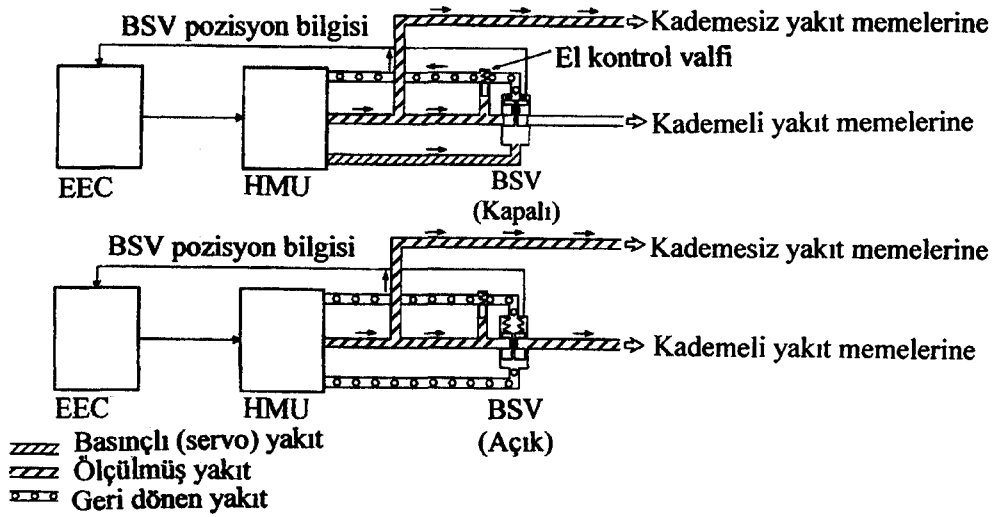 BSV pozisyon bilgisi
Kademesiz yakıt memelerine
El kontrol valfi
Kademeli yakıt memelerine
EEC
HMU
BSV
(Kapalı)
BSV pozisyon bilgisi
Kademesiz yakıt memelerine
Kademeli yakıt memelerine
EEC
HMU
BSV
(Açık)
Basınçlı (servo) yakıt
Ölçülmüş yakıt
Geri dönen yakıt